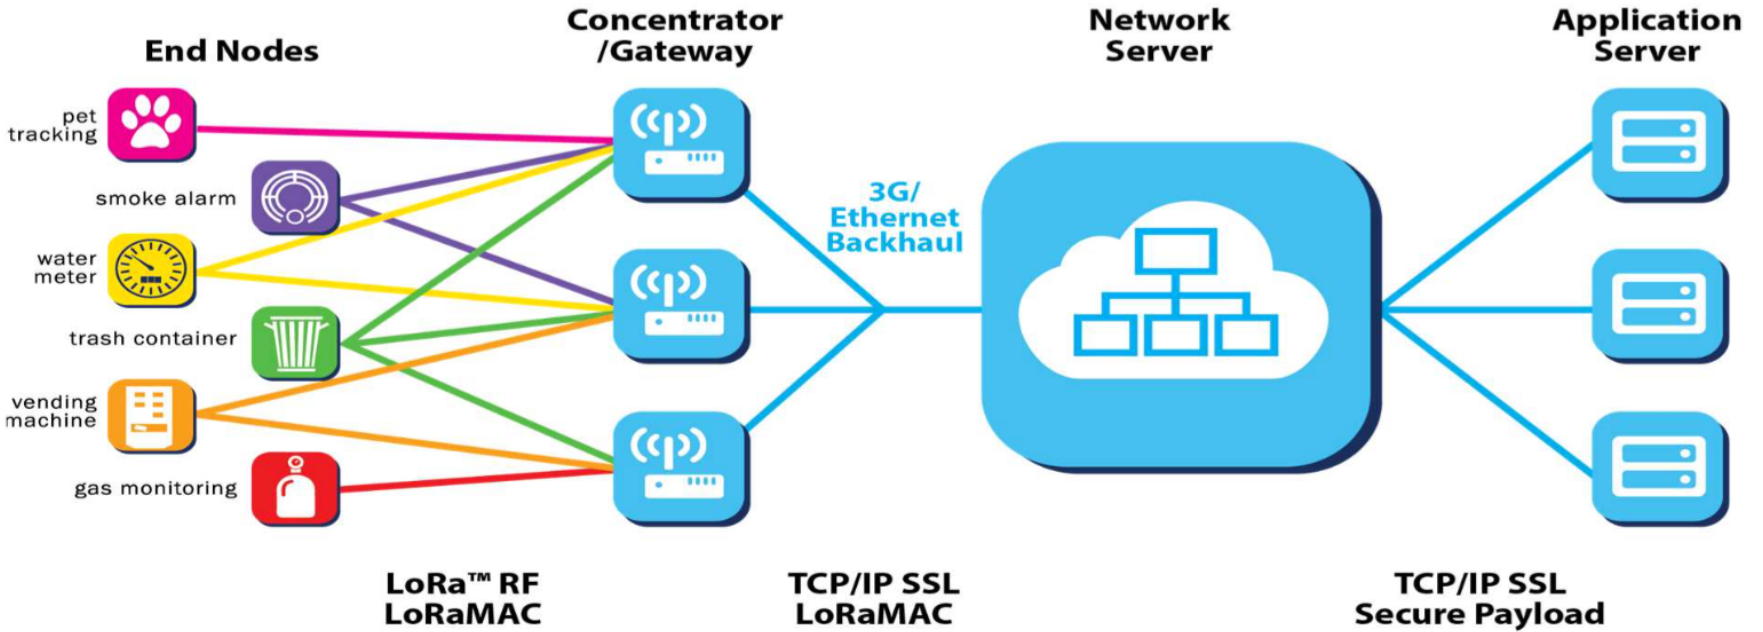 End Nodes
Concentrator
/Gateway
Network
Server
Application
Server
pet
tracking
smoke alarm
water
meter
trash container
vending
machine
gas monitoring
3G/
Ethernet
Backhaul
LoRa™ RF
LoRaMAC
TCP/IP SSL
LoRaMAC
TCP/IP SSL
Secure Payload